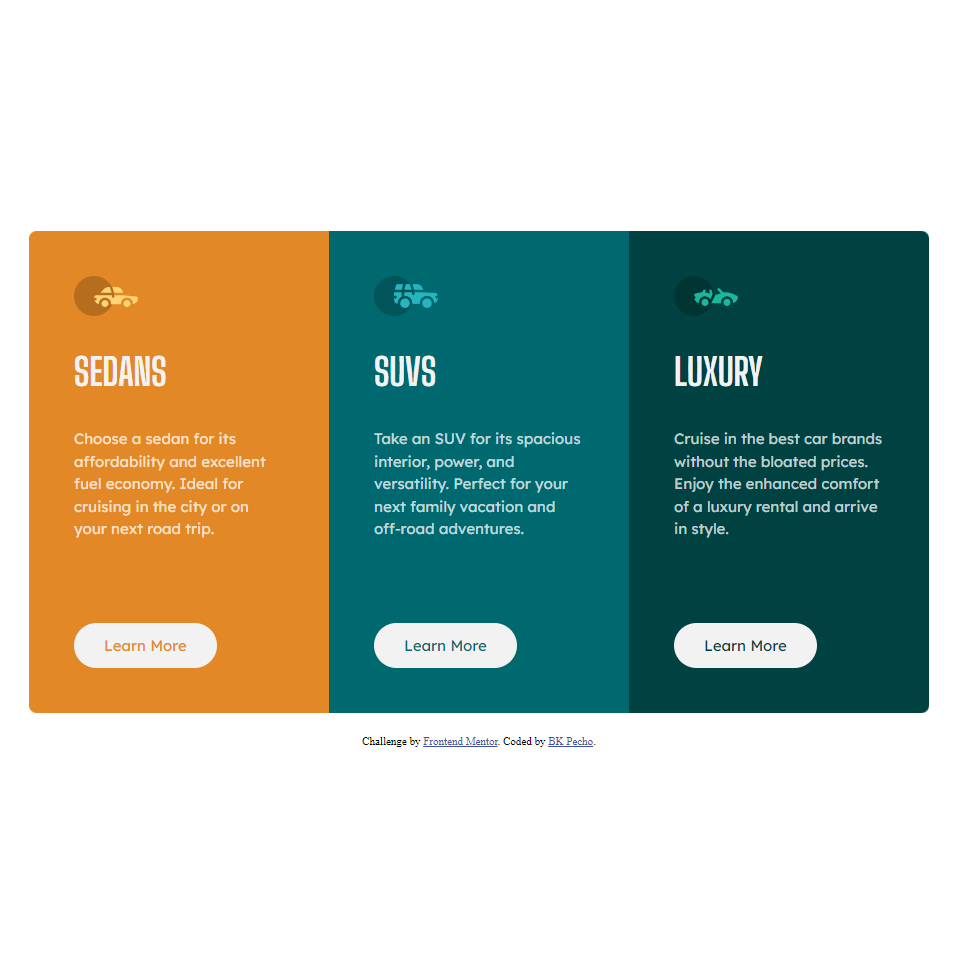 SEDANS
Choose a sedan for its
affordability and excellent
fuel economy. Ideal for
cruising in the city or on
your next road trip.
Learn More
SUVS
Take an SUV for its spacious
interior, power, and
versatility. Perfect for your
next family vacation and
off-road adventures.
Learn More
LUXURY
Cruise in the best car brands
without the bloated prices.
Enjoy the enhanced comfort
of a luxury rental and arrive
in style.
Learn More
Challenge by Frontend Mentor. Coded by BK Pecho.